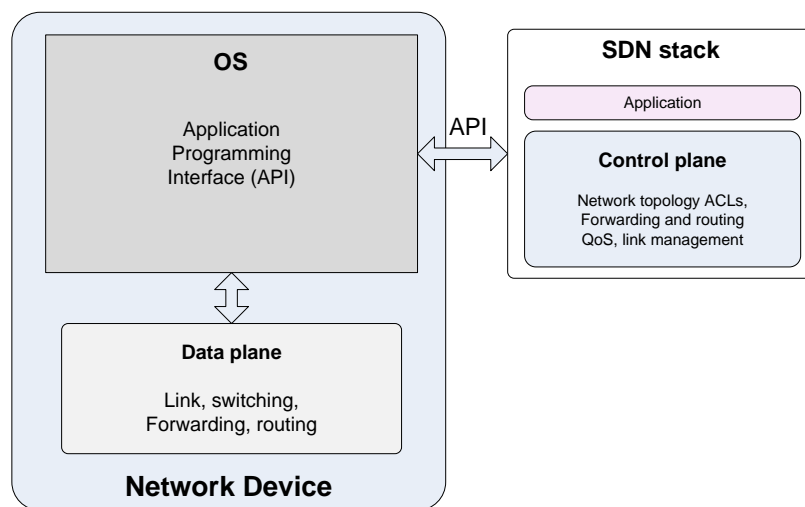 OS
Application
Programming
Interface (API)
Data plane
Link, switching,
Forwarding, routing
Network Device
API
SDN stack
Application
Control plane
Network topology ACLs,
Forwarding and routing
QoS, link management